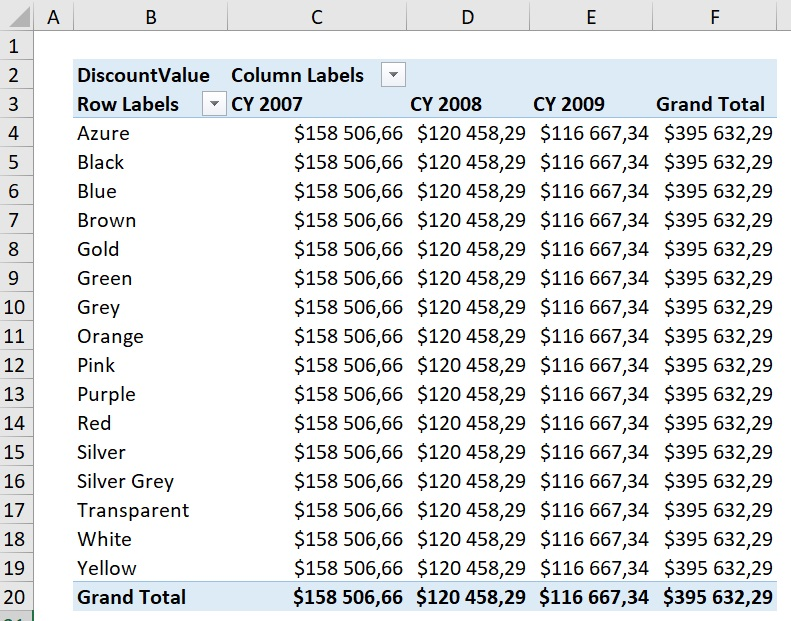 A B C D E F
1
2 DiscountValue Column Labels
3 Row Labels CY 2007 CY 2008 CY 2009 Grand Total
4 Azure $158 506,66 $120 458,29 $116 667,34 $395 632,29
5 Black $158 506,66 $120 458,29 $116 667,34 $395 632,29
6 Blue $158 506,66 $120 458,29 $116 667,34 $395 632,29
7 Brown $158 506,66 $120 458,29 $116 667,34 $395 632,29
8 Gold $158 506,66 $120 458,29 $116 667,34 $395 632,29
9 Green $158 506,66 $120 458,29 $116 667,34 $395 632,29
10 Grey $158 506,66 $120 458,29 $116 667,34 $395 632,29
11 Orange $158 506,66 $120 458,29 $116 667,34 $395 632,29
12 Pink $158 506,66 $120 458,29 $116 667,34 $395 632,29
13 Purple $158 506,66 $120 458,29 $116 667,34 $395 632,29
14 Red $158 506,66 $120 458,29 $116 667,34 $395 632,29
15 Silver $158 506,66 $120 458,29 $116 667,34 $395 632,29
16 Silver Grey $158 506,66 $120 458,29 $116 667,34 $395 632,29
17 Transparent $158 506,66 $120 458,29 $116 667,34 $395 632,29
18 White $158 506,66 $120 458,29 $116 667,34 $395 632,29
19 Yellow $158 506,66 $120 458,29 $116 667,34 $395 632,29
20 Grand Total $158 506,66 $120 458,29 $116 667,34 $395 632,29